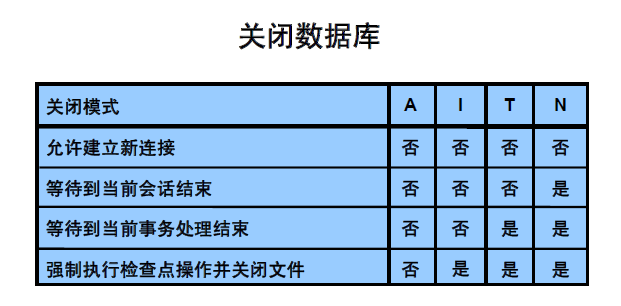 关闭数据库
关闭模式 A I T N
允许建立新连接 否 否 否 否
等待到当前会话结束 否 否 否 是
等待到当前事务处理结束 否 否 是 是
强制执行检查点操作并关闭文件 否 是 是 是